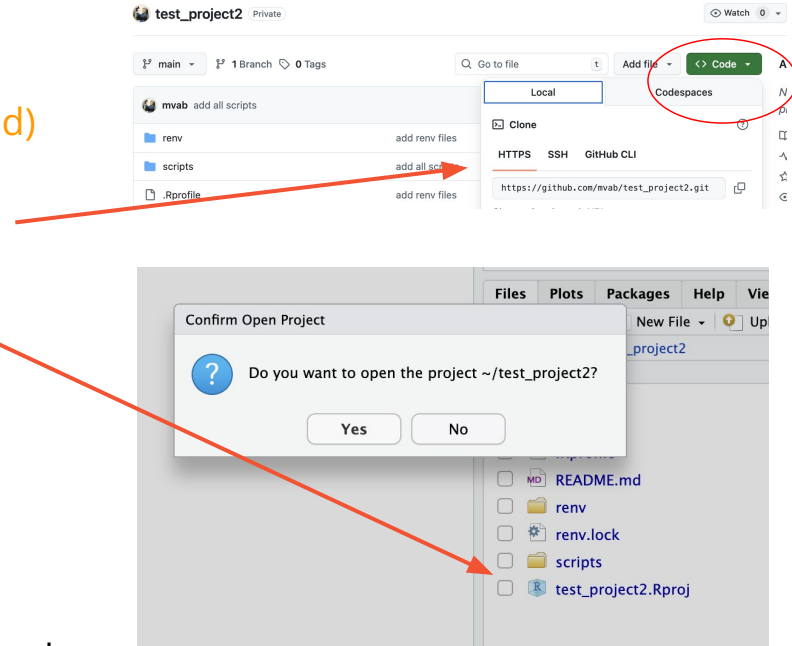 test_project2 Private
Watch 0
main 1 Branch 0 Tags
Go to file t Add file <> Code
Local Codespaces
d)
mvab add all scripts
Clone
renv add renv files
HTTPS SSH GitHub CLI
scripts add all scripts
https://github.com/mvab/test_project2.git
.Rprofile add renv files
Files Plots Packages Help Vie
Confirm Open Project
New File Upl
_project2
Do you want to open the project ~/test_project2?
Yes No
README.md
renv
renv.lock
scripts
test_project2.Rproj